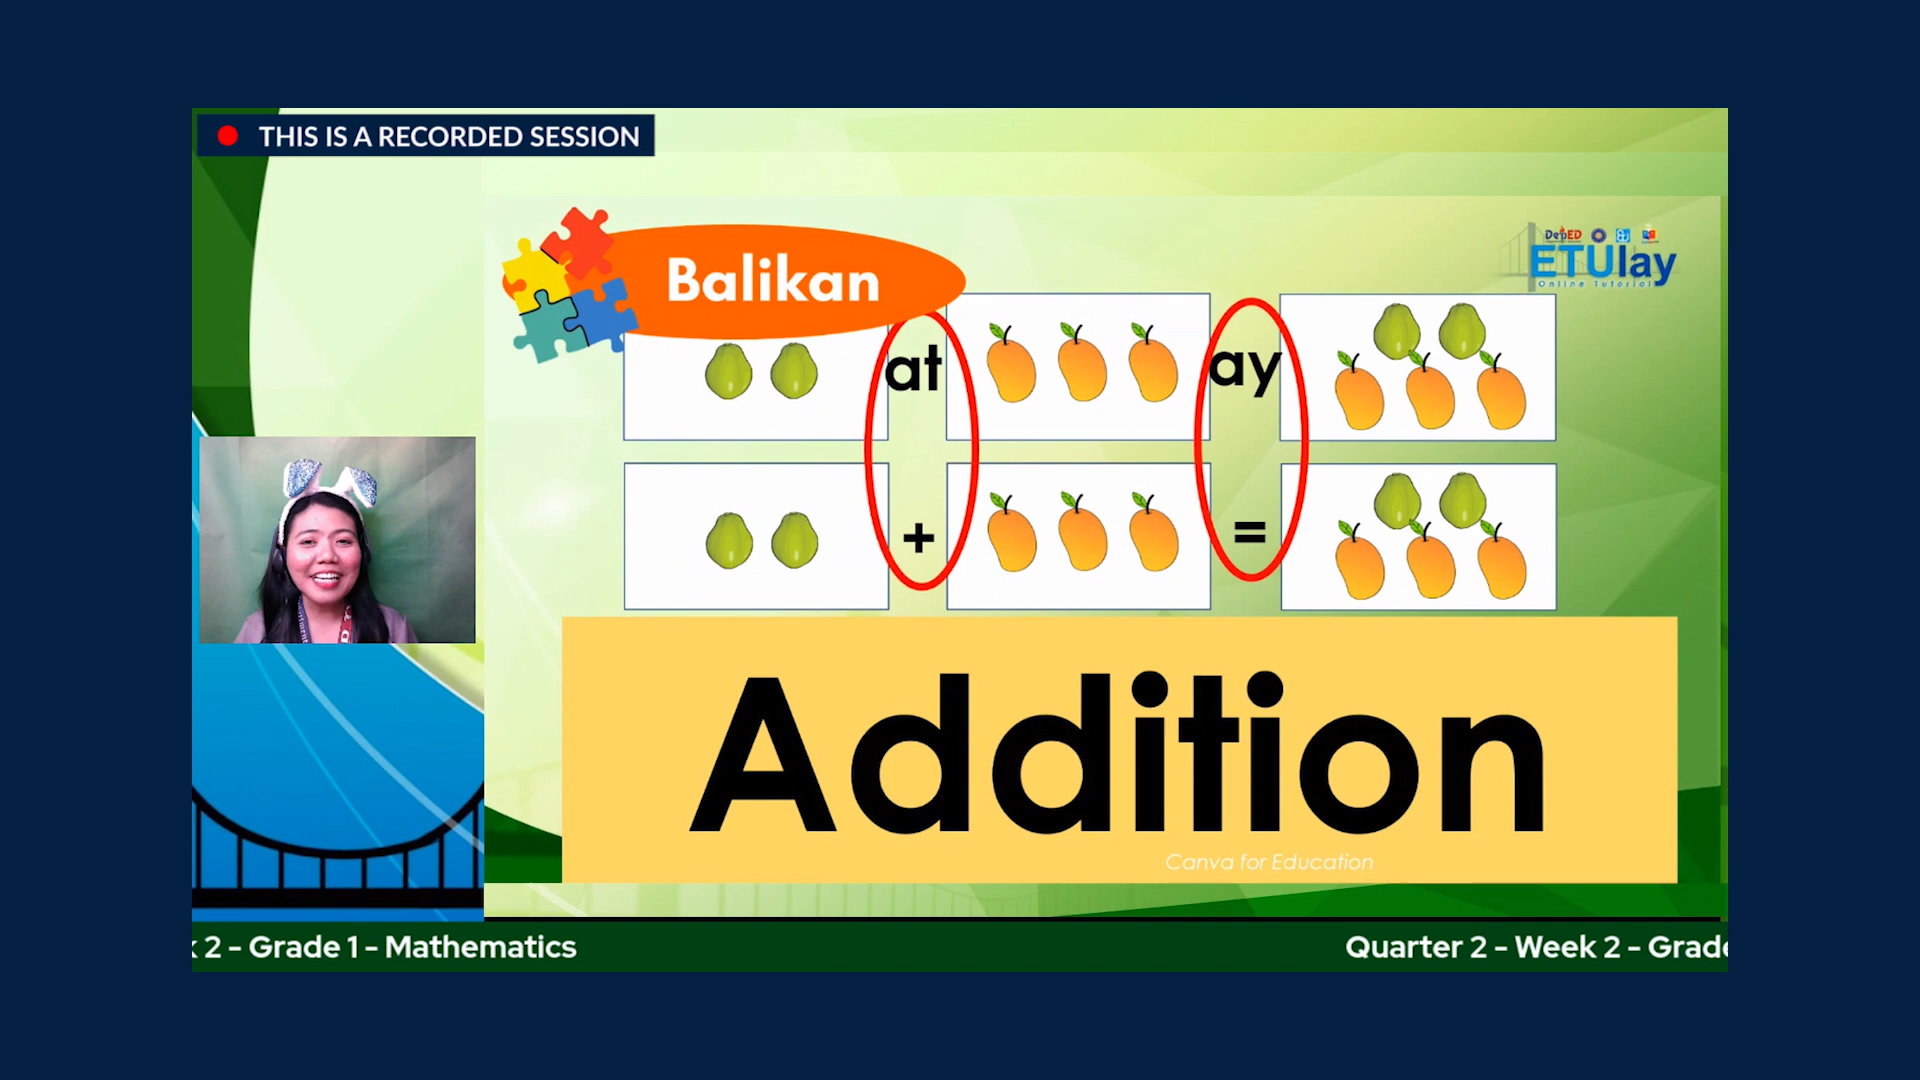 THIS IS A RECORDED SESSION
Balikan
DepED
ETUlay
Online Tutorial
at
ay
+
=
Addition
Canva for Education
2 - Grade 1 - Mathematics
Quarter 2 - Week 2 - Grade